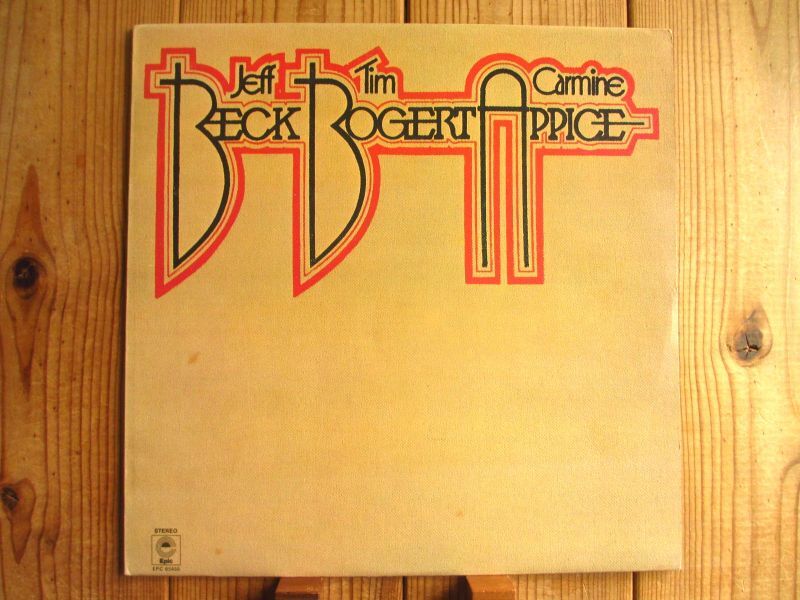 Jeff Tim Carmine
BECK BOGERT APPICE
STEREO
Epic